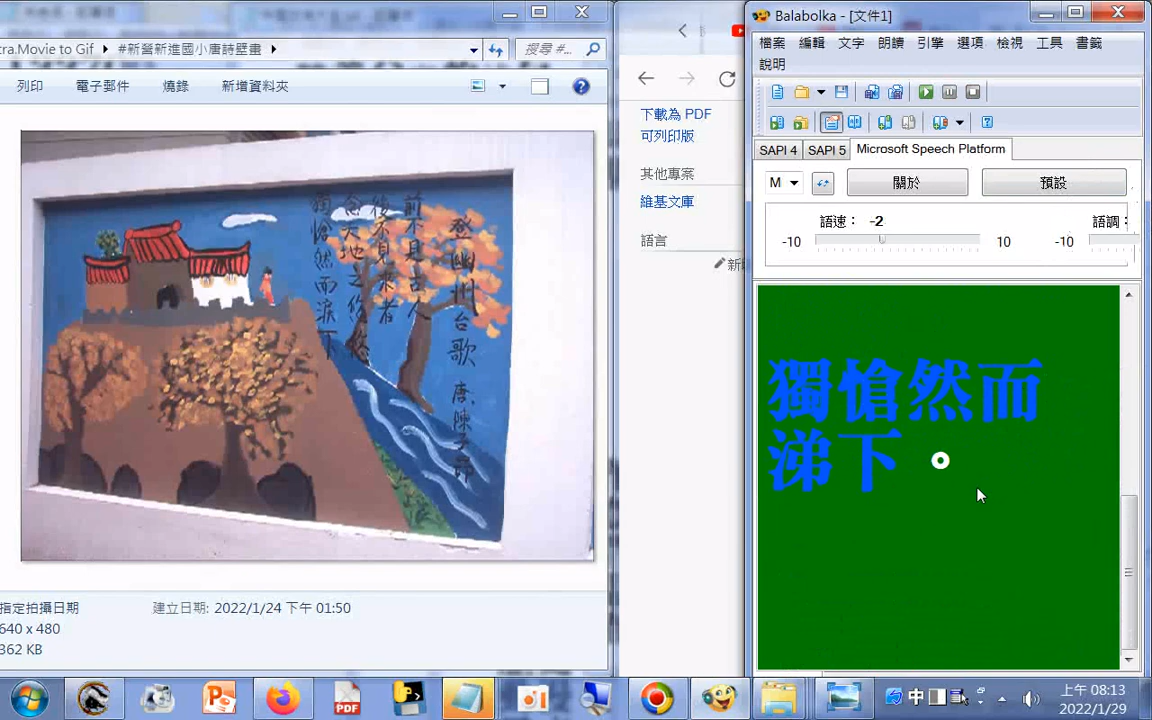 tra.Movie to Gif ▸ #新營新進國小唐詩壁畫 ▸
搜尋 #...
列印 電子郵件 燒錄 新增資料夾
登幽州台歌 唐 陳子昂
前不見古人
後不見來者
念天地之悠悠
獨愴然而淚下
指定拍攝日期 建立日期: 2022/1/24 下午 01:50
640 x 480
362 KB
下載為 PDF
可列印版
其他專案
維基文庫
語言
Balabolka - [文件1]
檔案 編輯 文字 朗讀 引擎 選項 檢視 工具 書籤
說明
SAPI 4 SAPI 5 Microsoft Speech Platform
M 關於 預設
語速: -2 語調:
-10 10 -10
獨愴然而
涕下。
PDF
中
上午 08:13
2022/1/29